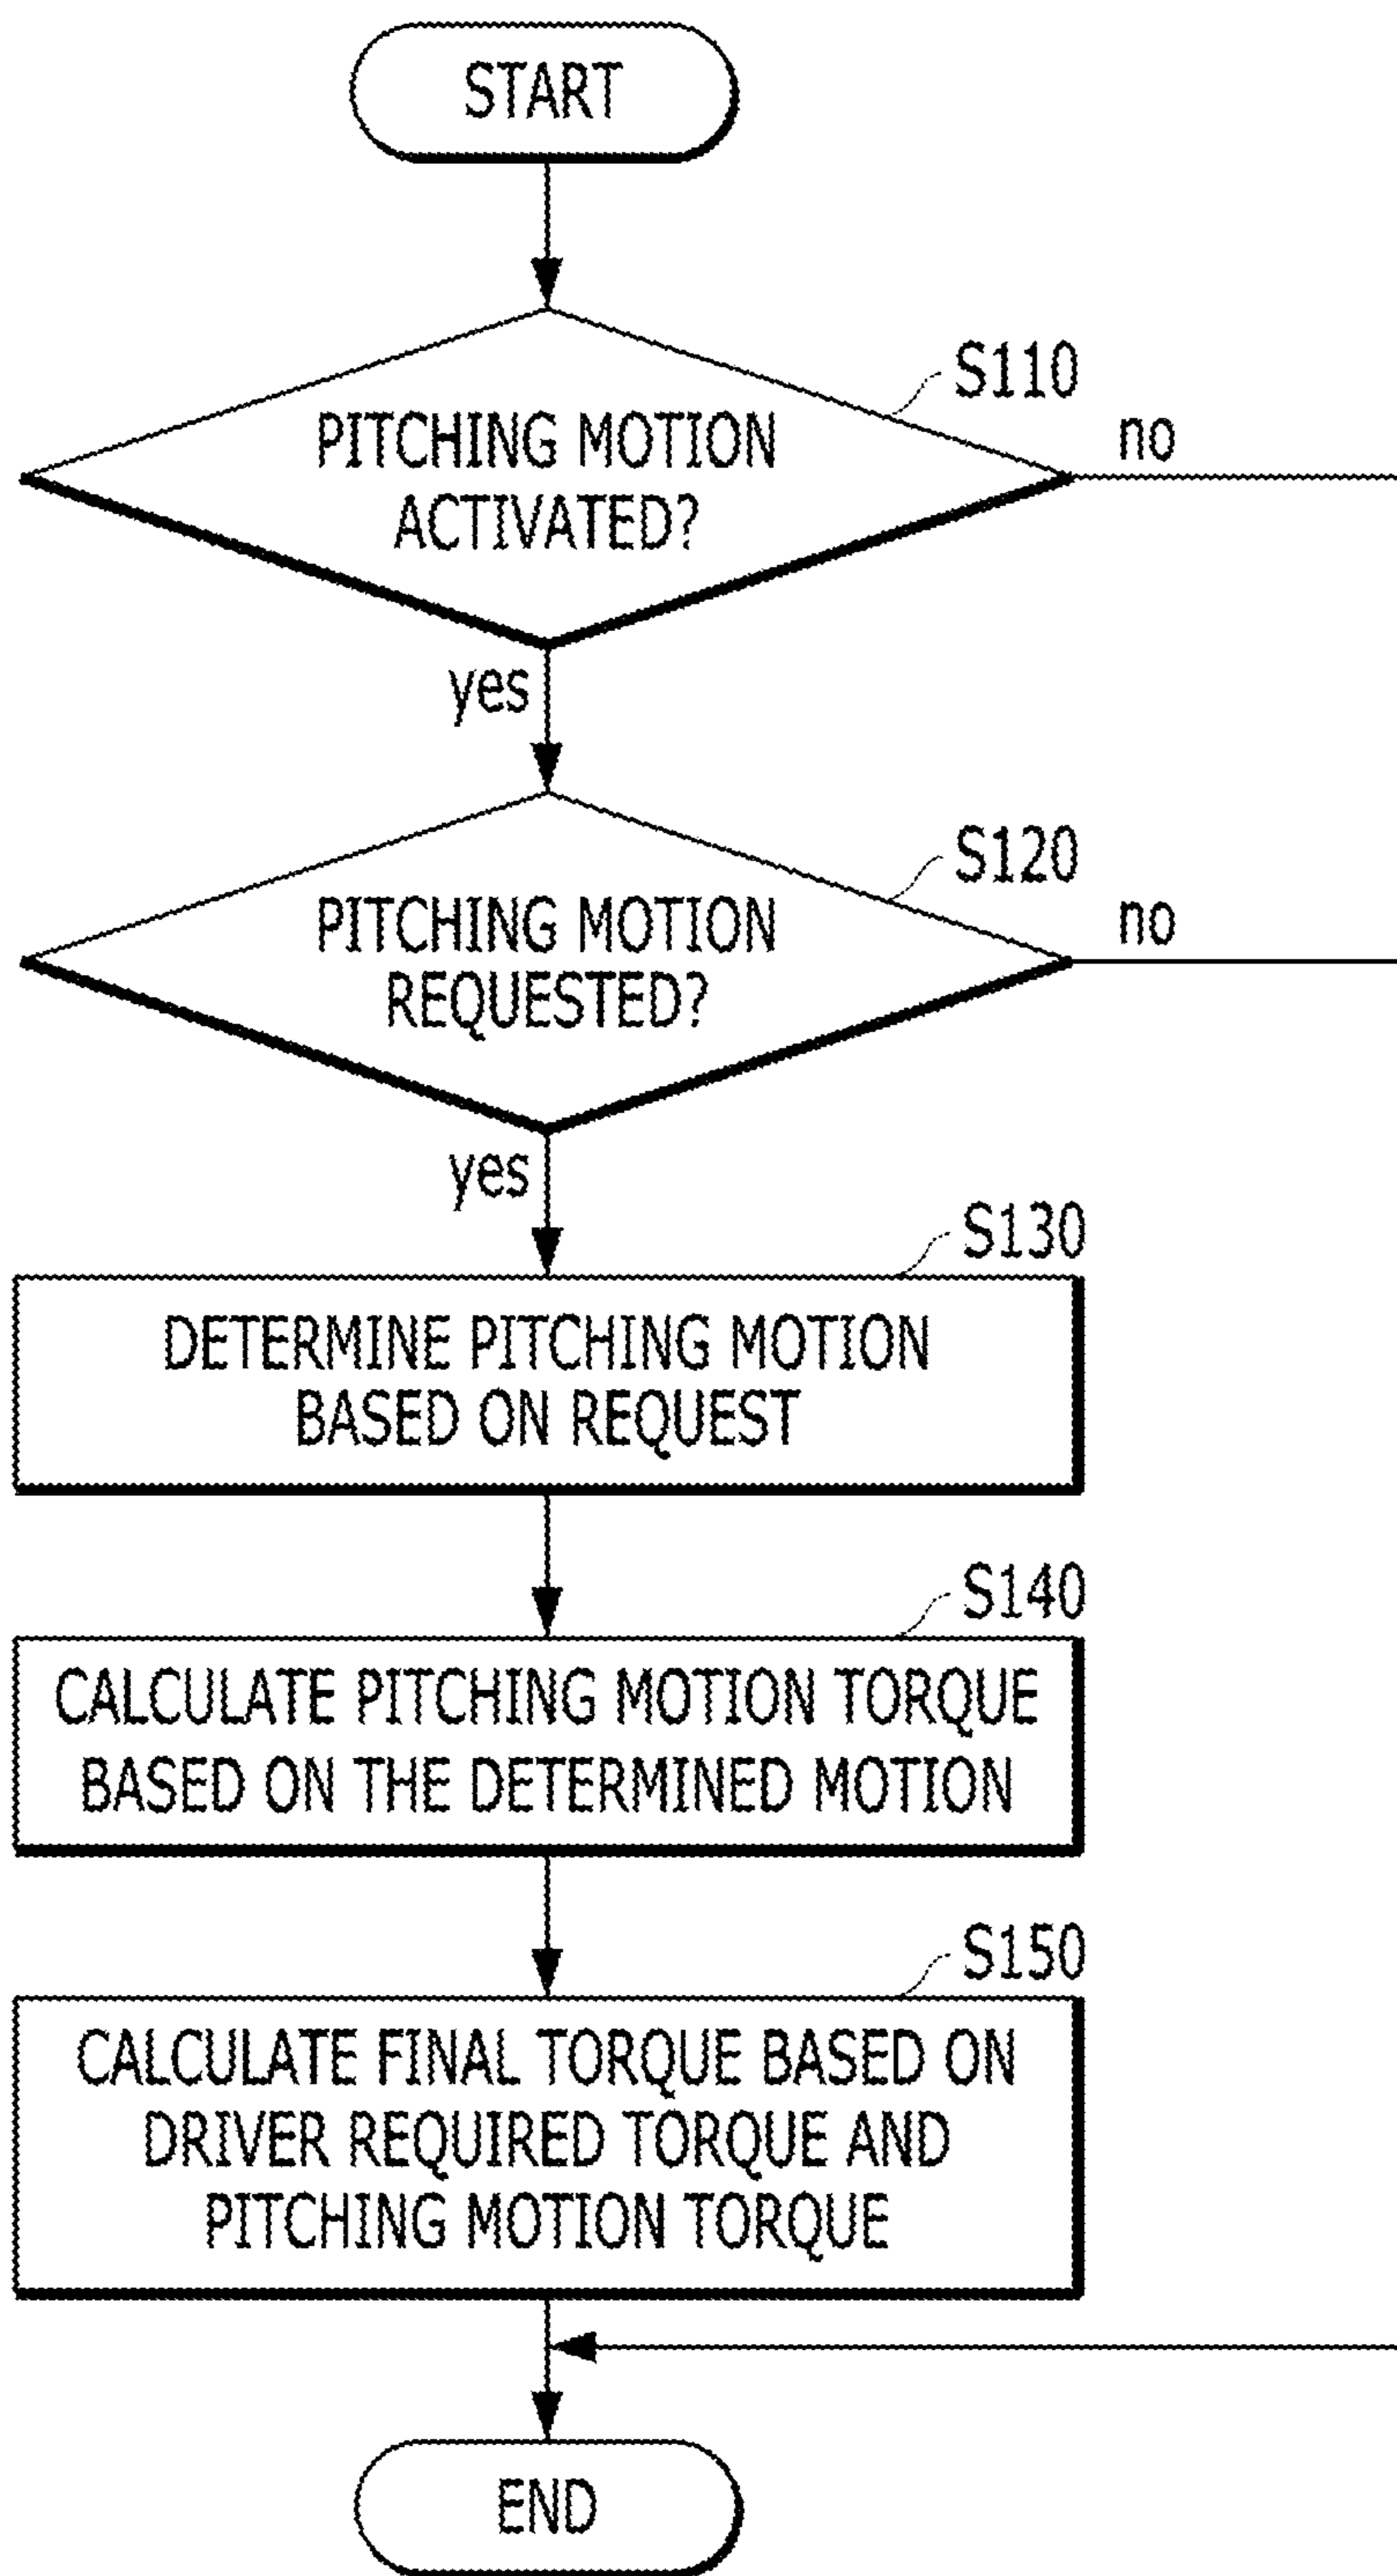 START
S110
PITCHING MOTION
ACTIVATED?
no
yes
S120
PITCHING MOTION
REQUESTED?
no
yes
S130
DETERMINE PITCHING MOTION
BASED ON REQUEST
S140
CALCULATE PITCHING MOTION TORQUE
BASED ON THE DETERMINED MOTION
S150
CALCULATE FINAL TORQUE BASED ON
DRIVER REQUIRED TORQUE AND
PITCHING MOTION TORQUE
END